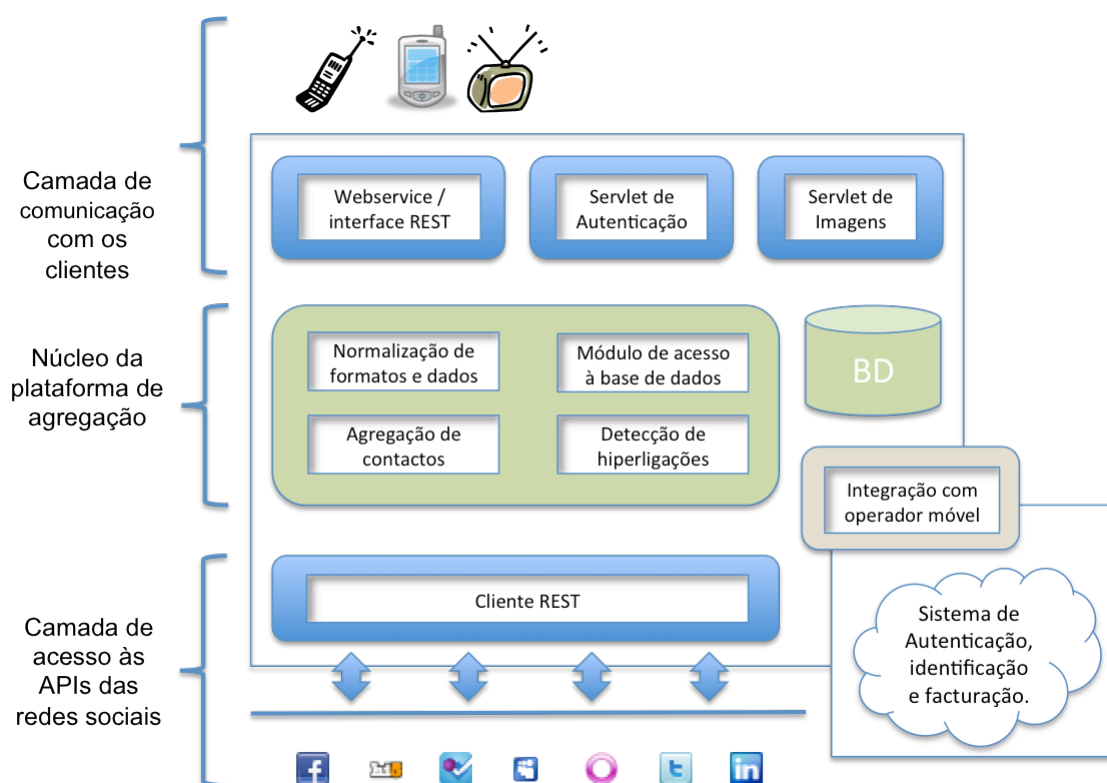 Camada de
comunicação
com os
clientes
Webservice /
interface REST
Servlet de
Autenticação
Servlet de
Imagens
Núcleo da
plataforma de
agregação
Normalização de
formatos e dados
Módulo de acesso
à base de dados
Agregação de
contactos
Detecção de
hiperligações
BD
Integração com
operador móvel
Camada de
acesso às
APIs das
redes sociais
Cliente REST
Sistema de
Autenticação,
identificação
e facturação.
f
t
in